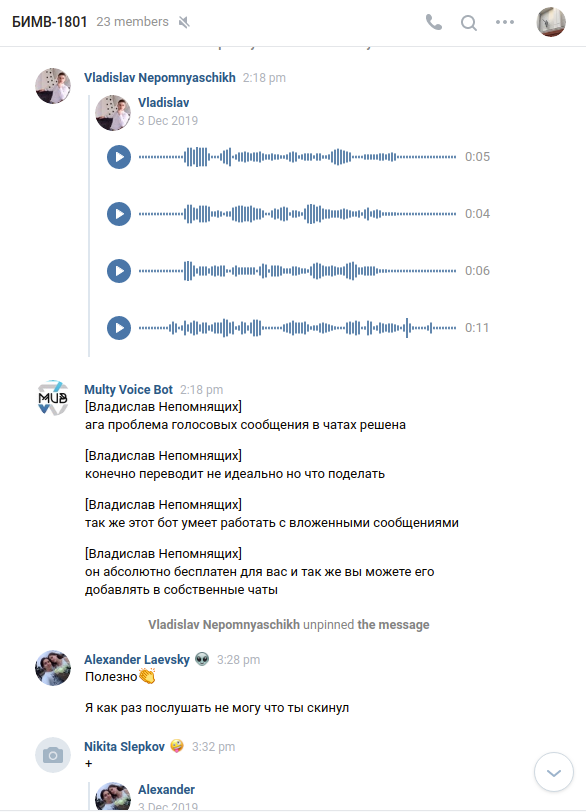 БИМВ-1801 23 members
Vladislav Nepomnyaschikh 2:18 pm
Vladislav
3 Dec 2019
0:05
0:04
0:06
0:11
MUB
Multy Voice Bot 2:18 pm
[Владислав Непомнящих]
ага проблема голосовых сообщения в чатах решена
[Владислав Непомнящих]
конечно переводит не идеально но что поделать
[Владислав Непомнящих]
так же этот бот умеет работать с вложенными сообщениями
[Владислав Непомнящих]
он абсолютно бесплатен для вас и так же вы можете его
добавлять в собственные чаты
Vladislav Nepomnyaschikh unpinned the message
Alexander Laevsky 👽 3:28 pm
Полезно👏
Я как раз послушать не могу что ты скинул
Nikita Slepkov 🤪 3:32 pm
+
Alexander
3 Dec 2019